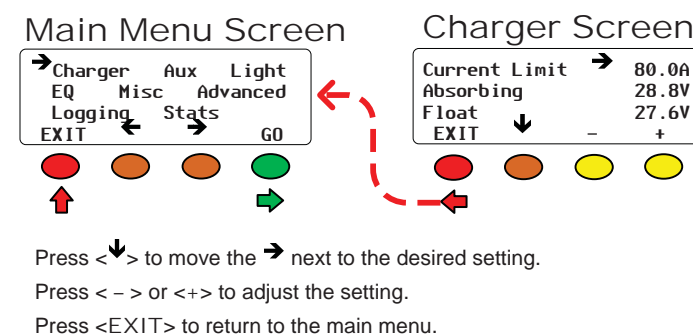 Main Menu Screen
➔Charger Aux Light
EQ Misc Advanced
Logging Stats
EXIT ← → GO
Charger Screen
Current Limit ➔ 80.0A
Absorbing 28.8V
Float 27.6V
EXIT ↓ – +
Press <↓> to move the ➔ next to the desired setting.
Press < – > or <+> to adjust the setting.
Press <EXIT> to return to the main menu.